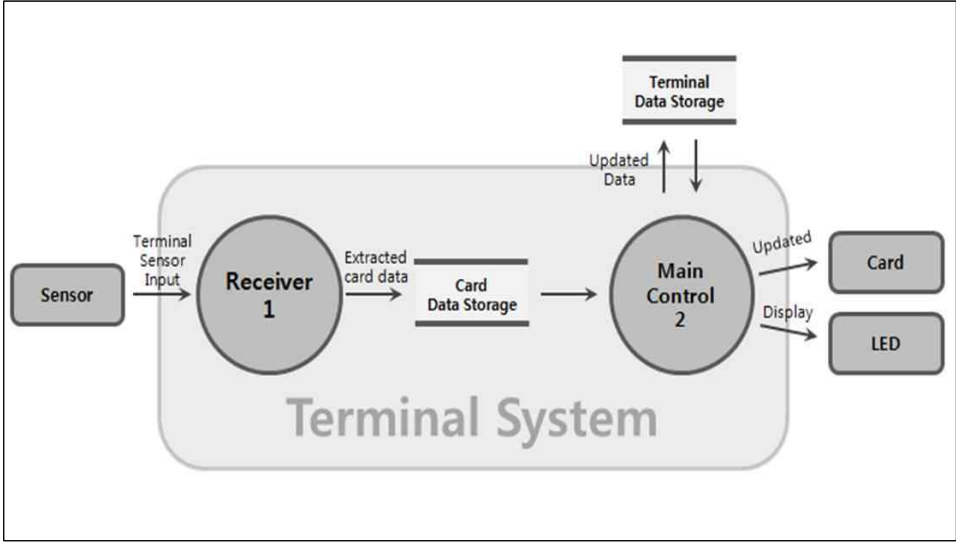 Terminal
Data Storage
Updated
Data
Terminal
Sensor
Input
Sensor
Receiver
1
Extracted
card data
Card
Data Storage
Main
Control
2
Updated
Card
Display
LED
Terminal System